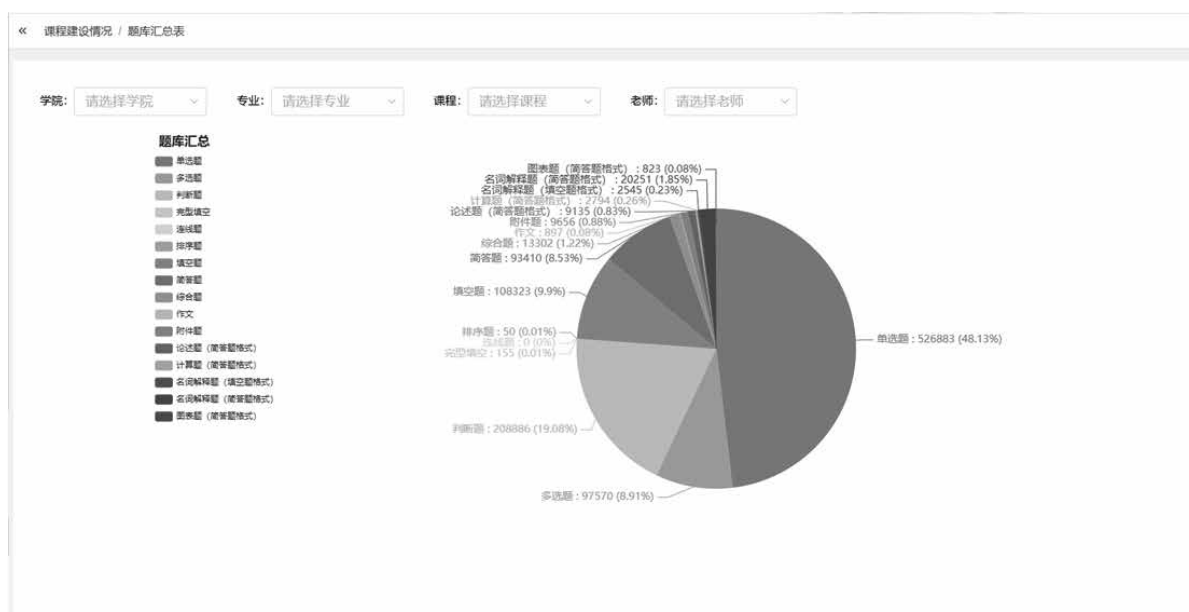 « 课程建设情况 / 题库汇总表
学院: 请选择学院 专业: 请选择专业 课程: 请选择课程 老师: 请选择老师
题库汇总
单选题
多选题
判断题
完型填空
连线题
排序题
填空题
简答题
综合题
作文
附件题
论述题（简答题格式）
计算题（简答题格式）
名词解释题（填空题格式）
名词解释题（简答题格式）
图表题（简答题格式）
图表题（简答题格式）: 823 (0.08%)
名词解释题（简答题格式）: 20251 (1.85%)
名词解释题（填空题格式）: 2545 (0.23%)
计算题（简答题格式）: 2794 (0.26%)
论述题（简答题格式）: 9135 (0.83%)
附件题: 9656 (0.88%)
作文: 897 (0.08%)
综合题: 13302 (1.22%)
简答题: 93410 (8.53%)
填空题: 108323 (9.9%)
排序题: 50 (0.01%)
连线题: 0 (0%)
完型填空: 155 (0.01%)
单选题: 526883 (48.13%)
判断题: 208886 (19.08%)
多选题: 97570 (8.91%)